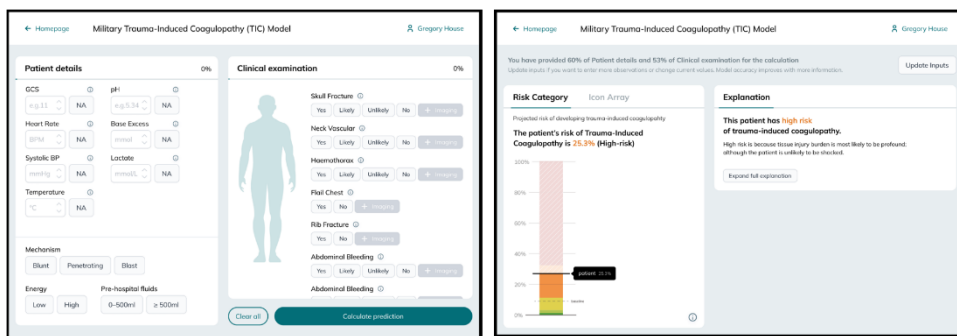 ← Homepage Military Trauma-Induced Coagulopathy (TIC) Model Gregory House
Patient details 0%
GCS pH
e.g.11 NA e.g.5.34 NA
Heart Rate Base Excess
BPM NA mmol NA
Systolic BP Lactate
mmHg NA mmol/L NA
Temperature
°C NA
Mechanism
Blunt Penetrating Blast
Energy Pre-hospital fluids
Low High 0-500ml ≥ 500ml
Clinical examination 0%
Skull Fracture
Yes Likely Unlikely No + Imaging
Neck Vascular
Yes Likely Unlikely No + Imaging
Haemothorax
Yes Likely Unlikely No + Imaging
Flail Chest
Yes No + Imaging
Rib Fracture
Yes No + Imaging
Abdominal Bleeding
Yes Likely Unlikely No + Imaging
Abdominal Bleeding
Clear all Calculate prediction
← Homepage Military Trauma-Induced Coagulopathy (TIC) Model Gregory House
You have provided 60% of Patient details and 53% of Clinical examination for the calculation
Update inputs if you want to enter more observations or change current values. Model accuracy improves with more information.
Update Inputs
Risk Category Icon Array
Projected risk of developing trauma-induced coagulopathy
The patient's risk of Trauma-Induced
Coagulopathy is 25.3% (High-risk)
100%
80%
60%
40%
patient 25.3%
20%
0%
Explanation
This patient has high risk
of trauma-induced coagulopathy.
High risk is because tissue injury burden is most likely to be profound,
although the patient is unlikely to be shocked.
Expand full explanation